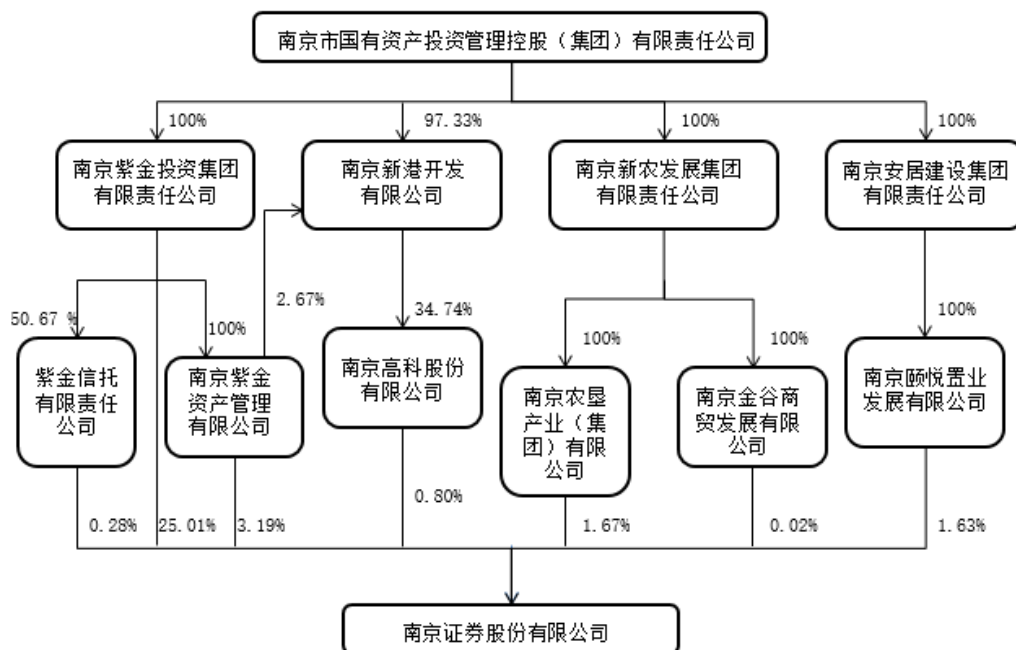 南京市国有资产投资管理控股（集团）有限责任公司
100%
97.33%
100%
100%
南京紫金投资集团
有限责任公司
南京新港开发
有限公司
南京新农发展集团
有限责任公司
南京安居建设集团
有限责任公司
2.67%
50.67 %
100%
34.74%
100%
100%
100%
紫金信托
有限责任
公司
南京紫金
资产管理
有限公司
南京高科股份
有限公司
南京农垦
产业（集
团）有限
公司
南京金谷商
贸发展有限
公司
南京颐悦置业
发展有限公司
0.28%
25.01%
3.19%
0.80%
1.67%
0.02%
1.63%
南京证券股份有限公司